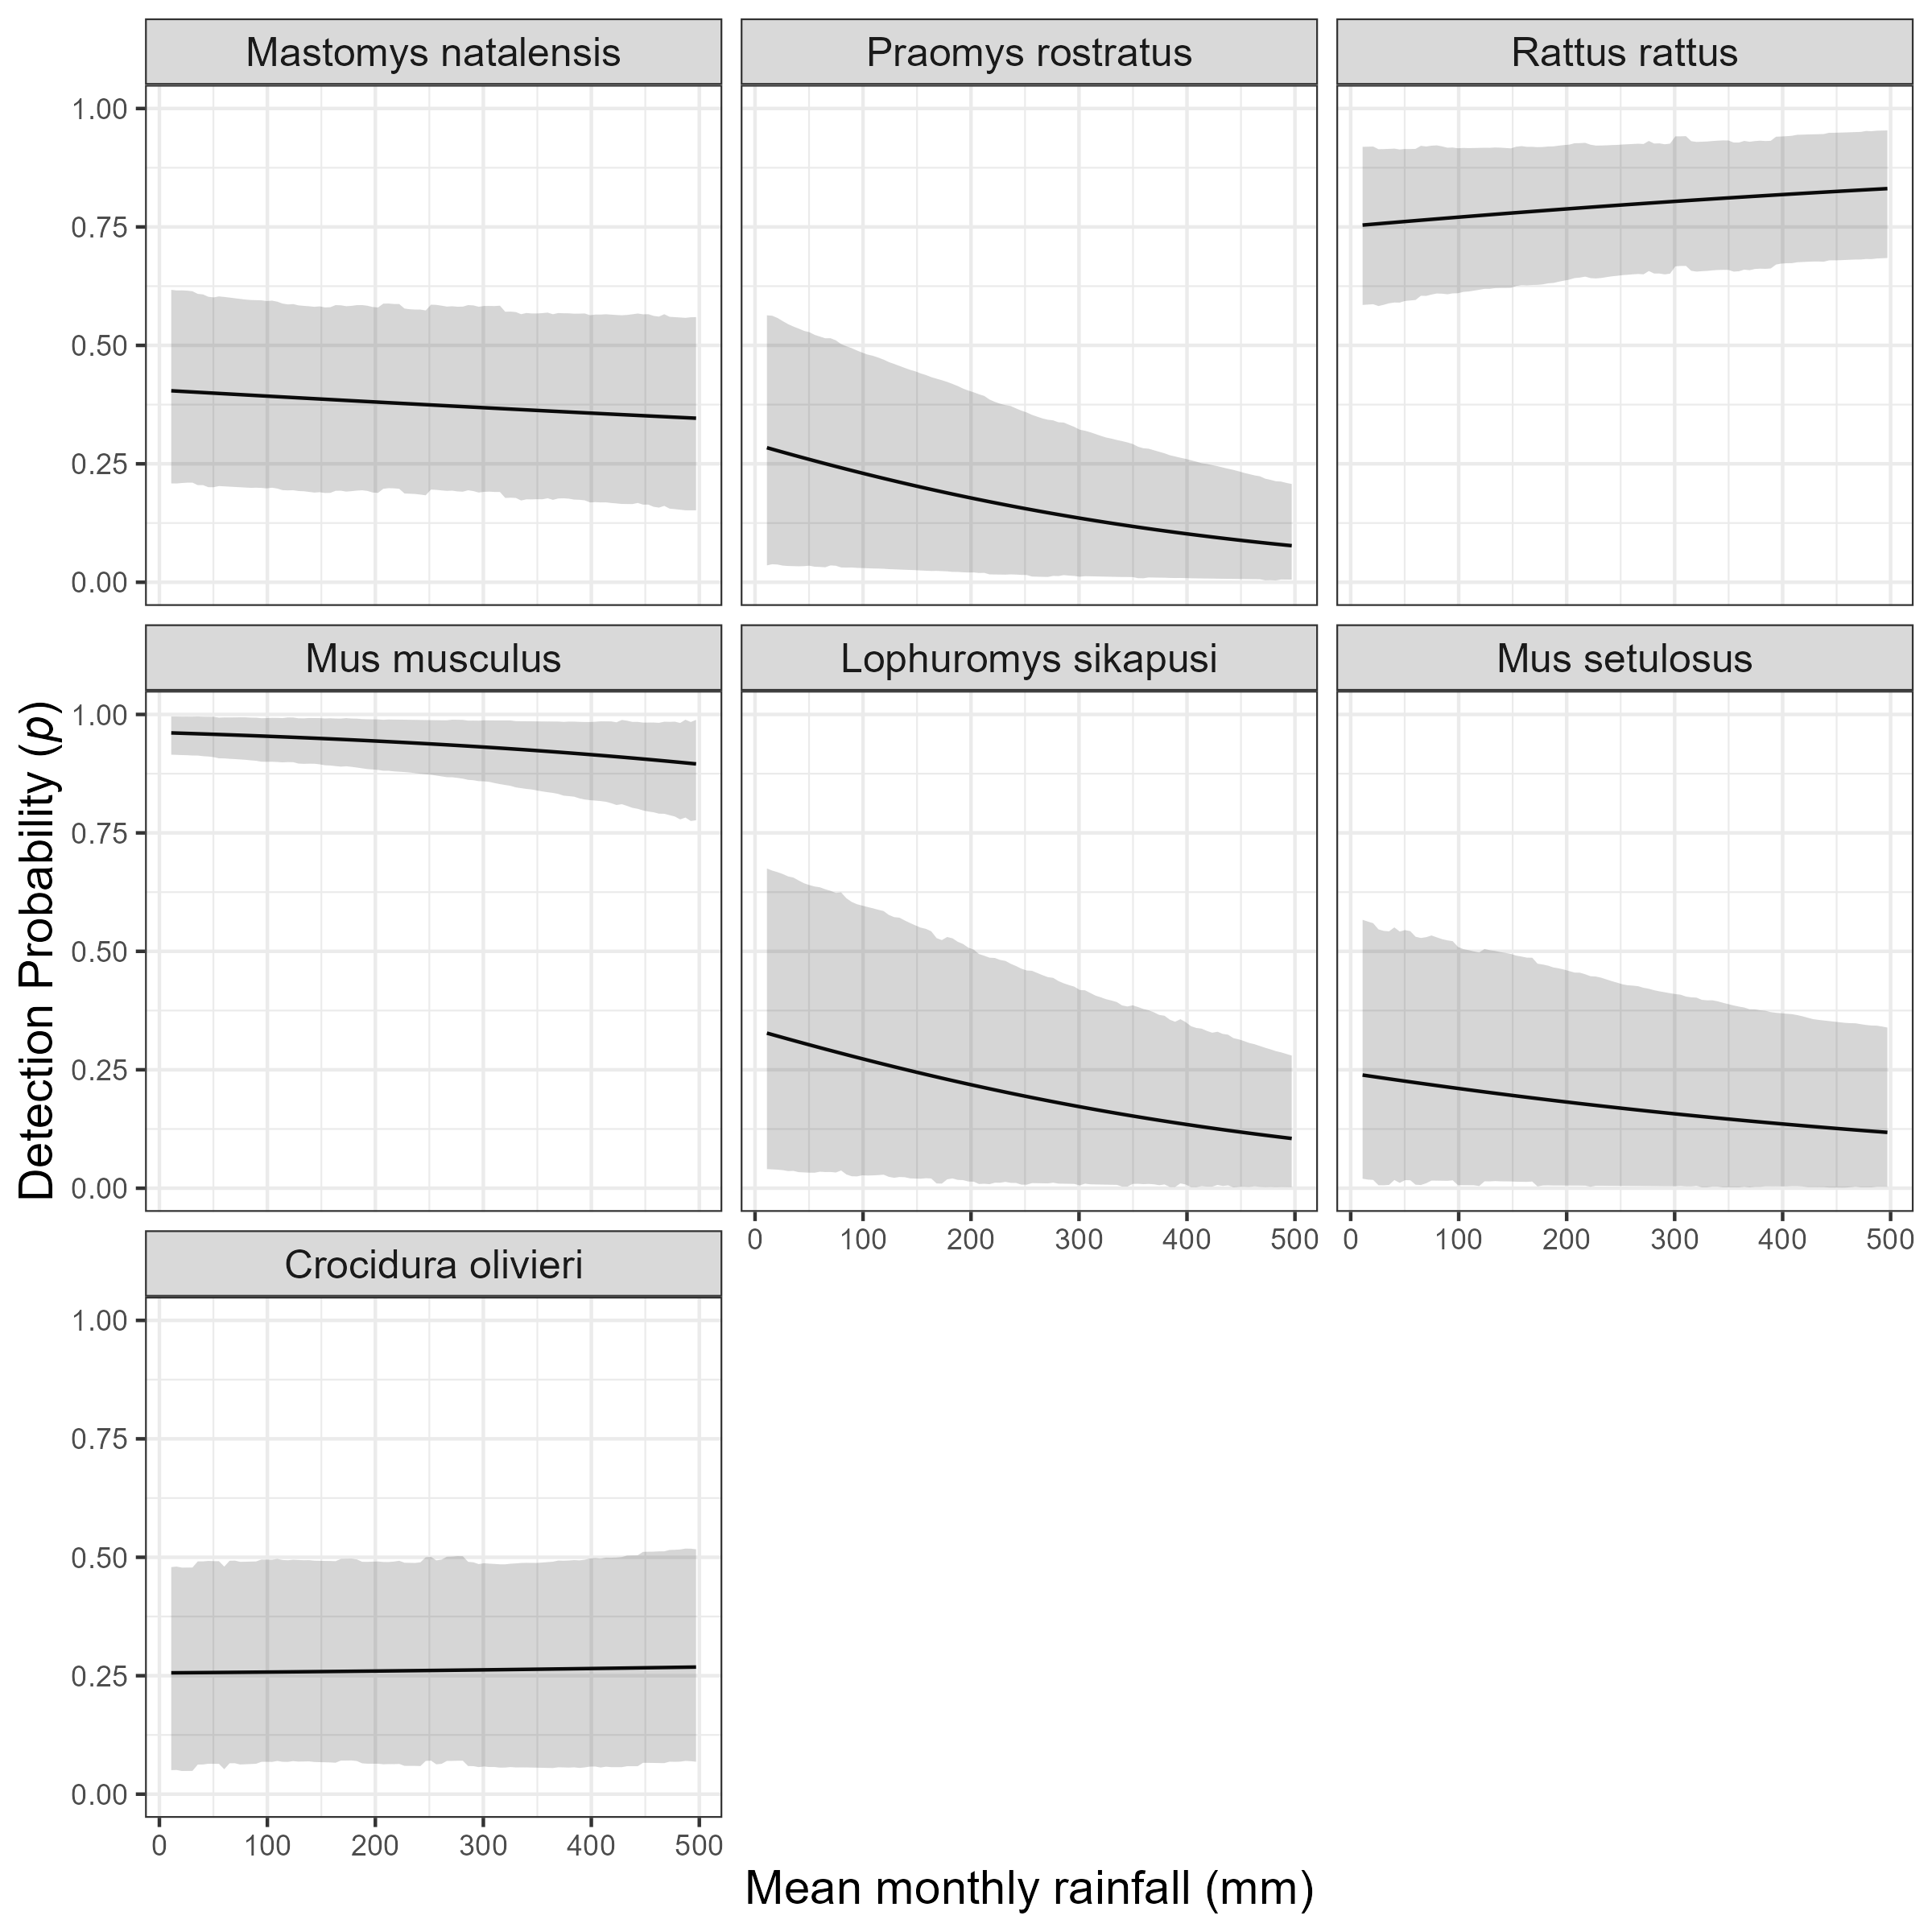 Mastomys natalensis
Praomys rostratus
Rattus rattus
1.00
0.75
0.50
0.25
0.00
Mus musculus
Lophuromys sikapusi
Mus setulosus
1.00
0.75
0.50
0.25
0.00
0 100 200 300 400 500
0 100 200 300 400 500
Crocidura olivieri
1.00
0.75
0.50
0.25
0.00
0 100 200 300 400 500
Detection Probability (p)
Mean monthly rainfall (mm)